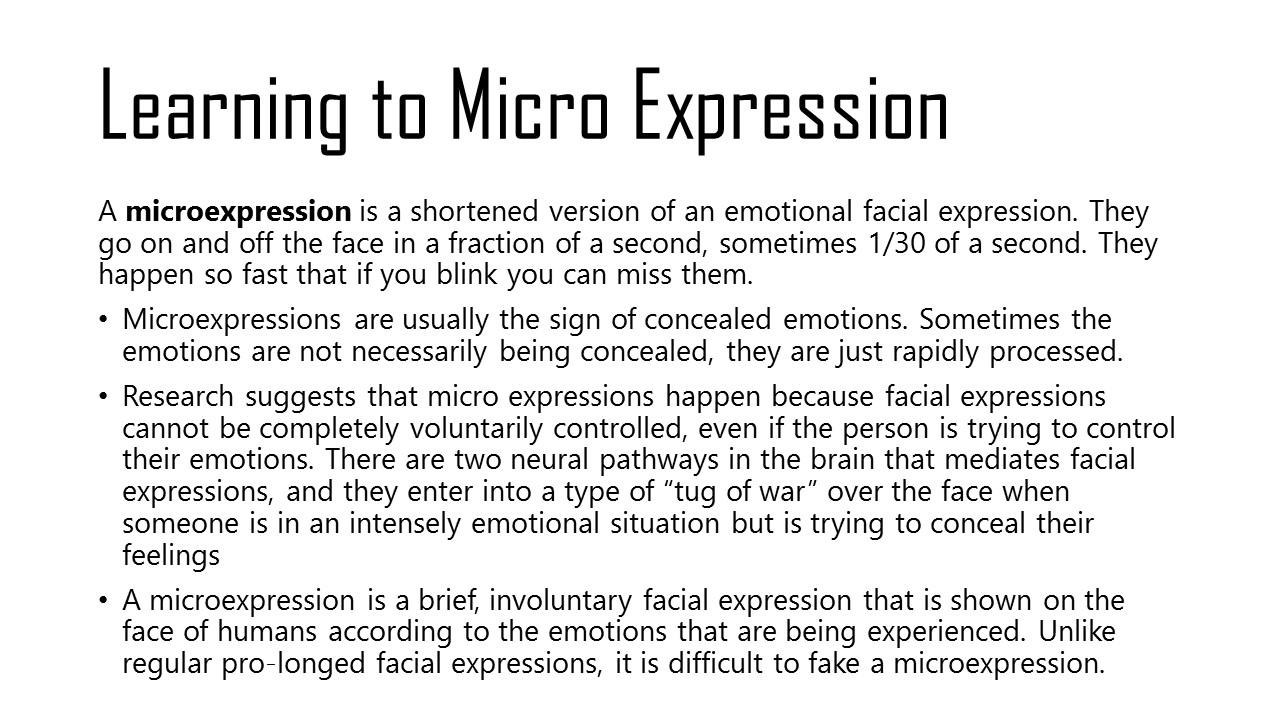 Learning to Micro Expression
A microexpression is a shortened version of an emotional facial expression. They
go on and off the face in a fraction of a second, sometimes 1/30 of a second. They
happen so fast that if you blink you can miss them.
• Microexpressions are usually the sign of concealed emotions. Sometimes the
emotions are not necessarily being concealed, they are just rapidly processed.
• Research suggests that micro expressions happen because facial expressions
cannot be completely voluntarily controlled, even if the person is trying to control
their emotions. There are two neural pathways in the brain that mediates facial
expressions, and they enter into a type of “tug of war” over the face when
someone is in an intensely emotional situation but is trying to conceal their
feelings
• A microexpression is a brief, involuntary facial expression that is shown on the
face of humans according to the emotions that are being experienced. Unlike
regular pro-longed facial expressions, it is difficult to fake a microexpression.